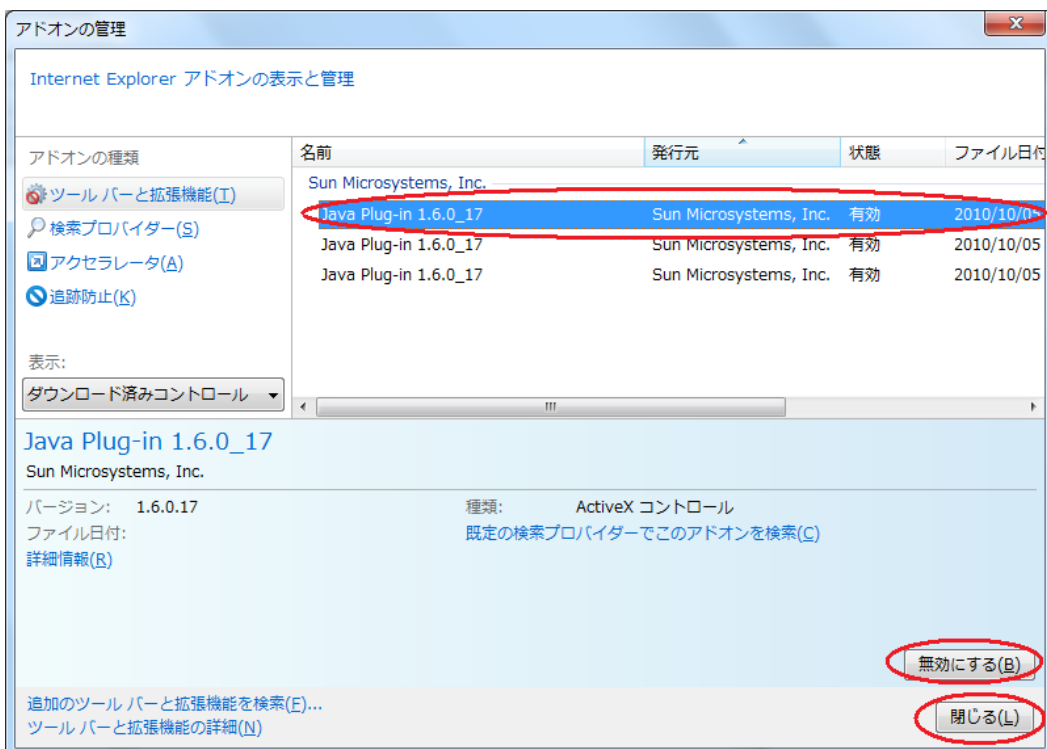 アドオンの管理
Internet Explorer アドオンの表示と管理
アドオンの種類
ツール バーと拡張機能(T)
検索プロバイダー(S)
アクセラレータ(A)
追跡防止(K)
表示:
ダウンロード済みコントロール
名前 発行元 状態 ファイル日付
Sun Microsystems, Inc.
Java Plug-in 1.6.0_17 Sun Microsystems, Inc. 有効 2010/10/05
Java Plug-in 1.6.0_17 Sun Microsystems, Inc. 有効 2010/10/05
Java Plug-in 1.6.0_17 Sun Microsystems, Inc. 有効 2010/10/05
Java Plug-in 1.6.0_17
Sun Microsystems, Inc.
バージョン: 1.6.0.17 種類: ActiveX コントロール
ファイル日付: 既定の検索プロバイダーでこのアドオンを検索(C)
詳細情報(R)
無効にする(B)
追加のツール バーと拡張機能を検索(F)...
ツール バーと拡張機能の詳細(N)
閉じる(L)